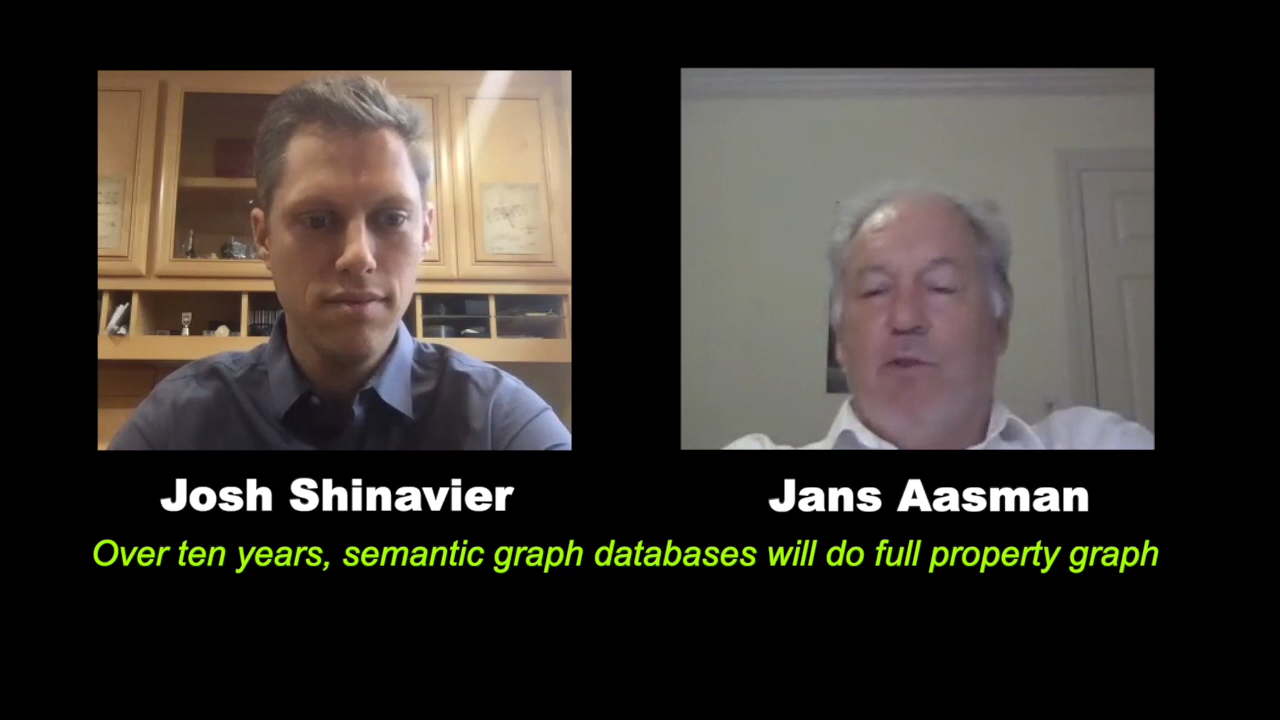 Josh Shinavier
Jans Aasman
Over ten years, semantic graph databases will do full property graph